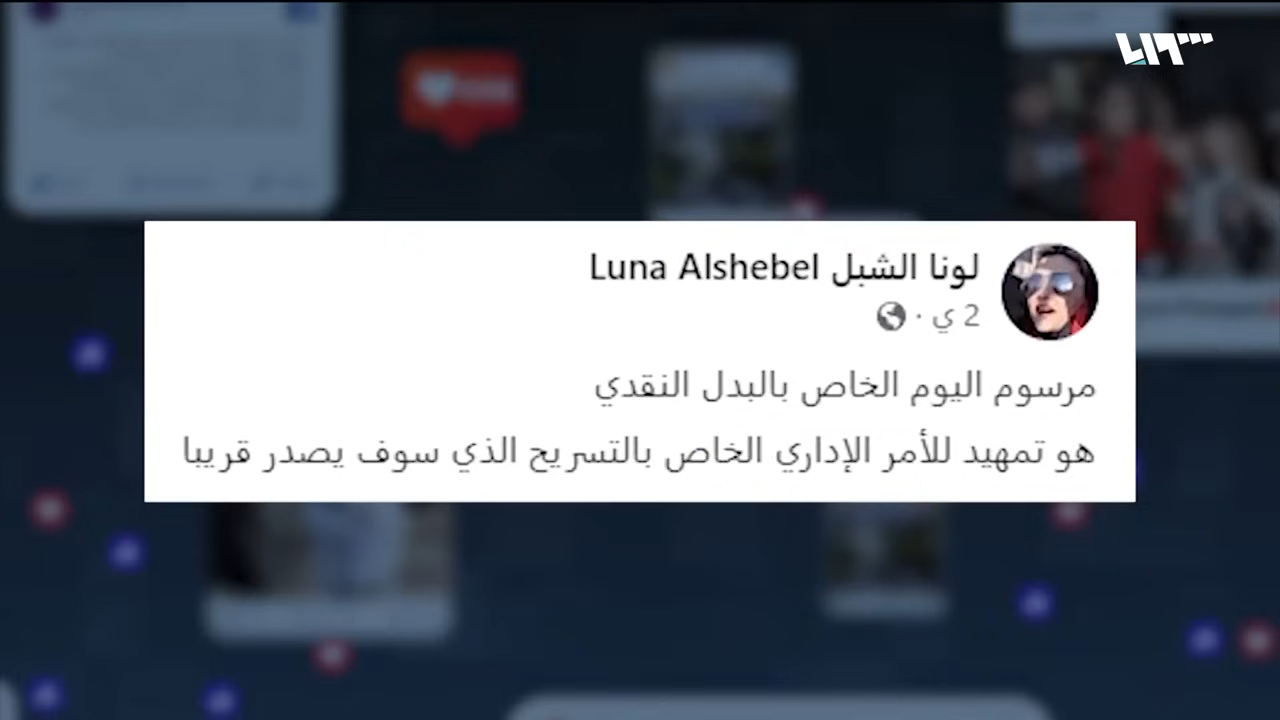 لونا الشبل Luna Alshebel
2 ي ·
مرسوم اليوم الخاص بالبدل النقدي
هو تمهيد للأمر الإداري الخاص بالتسريح الذي سوف يصدر قريبا